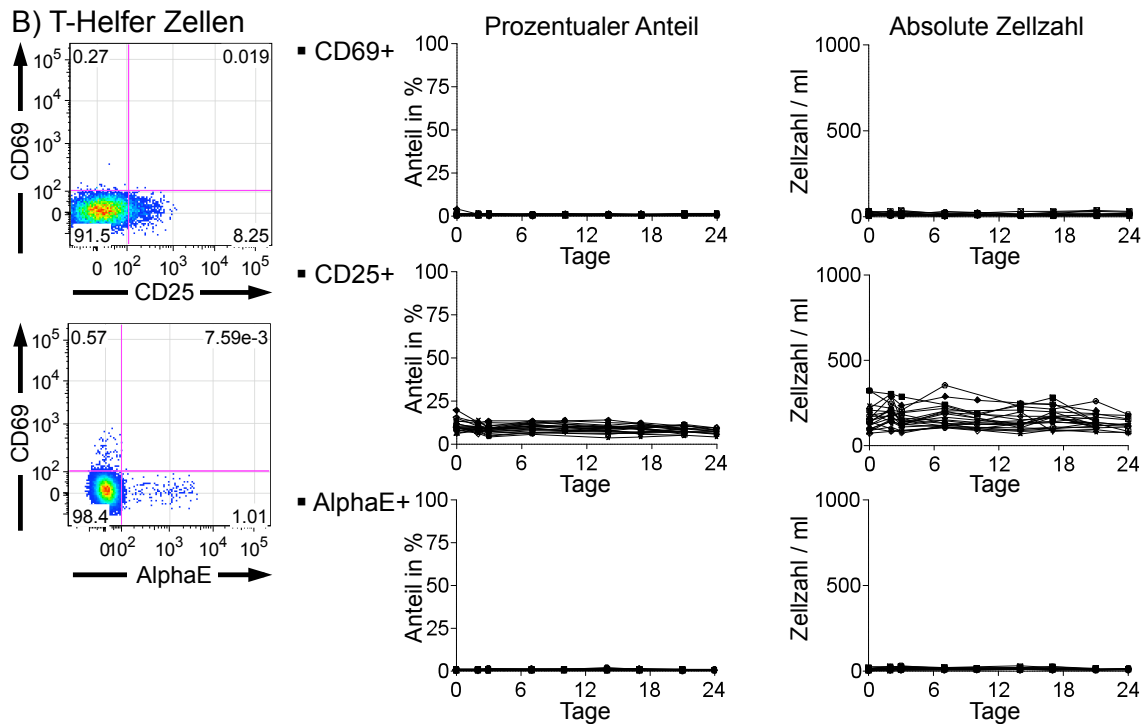 B) T-Helfer Zellen
Prozentualer Anteil
Absolute Zellzahl
CD69
10⁵
10⁴
10³
10²
0
0.27
0.019
91.5
8.25
0 10² 10³ 10⁴ 10⁵
CD25
■ CD69+
Anteil in %
100
75
50
25
0
0 6 12 18 24
Tage
Zellzahl / ml
1000
500
0
0 6 12 18 24
Tage
■ CD25+
Anteil in %
100
75
50
25
0
0 6 12 18 24
Tage
Zellzahl / ml
1000
500
0
0 6 12 18 24
Tage
CD69
10⁵
10⁴
10³
10²
0
0.57
7.59e-3
98.4
1.01
0 10² 10³ 10⁴ 10⁵
AlphaE
■ AlphaE+
Anteil in %
100
75
50
25
0
0 6 12 18 24
Tage
Zellzahl / ml
1000
500
0
0 6 12 18 24
Tage